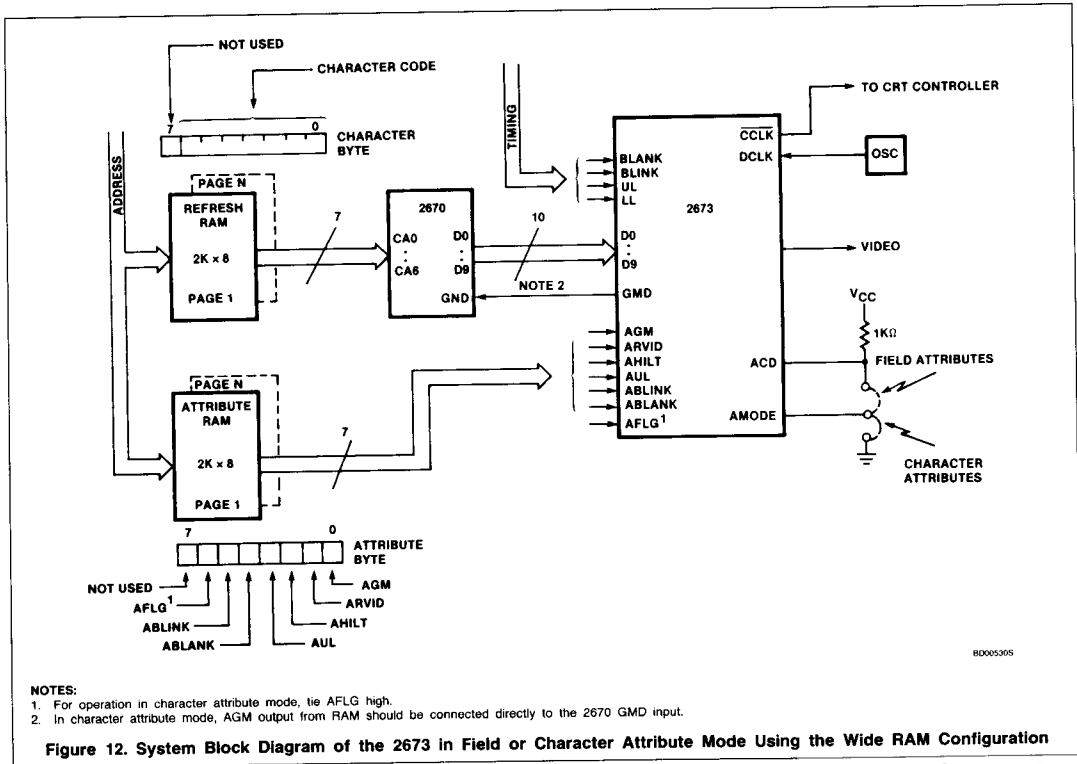 NOT USED
CHARACTER CODE
7
0
CHARACTER
BYTE
ADDRESS
PAGE N
REFRESH
RAM
2K × 8
PAGE 1
7
2670
CA0
:
CA6
D0
:
D9
GND
10
NOTE 2
TIMING
BLANK
BLINK
UL
LL
D0
:
D9
GMD
AGM
ARVID
AHILT
AUL
ABLINK
ABLANK
AFLG1
2673
CCLK
DCLK
ACD
AMODE
TO CRT CONTROLLER
OSC
VIDEO
VCC
1KΩ
FIELD ATTRIBUTES
CHARACTER
ATTRIBUTES
PAGE N
ATTRIBUTE
RAM
2K × 8
PAGE 1
7
7
0
ATTRIBUTE
BYTE
NOT USED
AFLG1
ABLINK
ABLANK
AGM
ARVID
AHILT
AUL
BD00530S
NOTES:
1. For operation in character attribute mode, tie AFLG high.
2. In character attribute mode, AGM output from RAM should be connected directly to the 2670 GMD input.
Figure 12. System Block Diagram of the 2673 in Field or Character Attribute Mode Using the Wide RAM Configuration